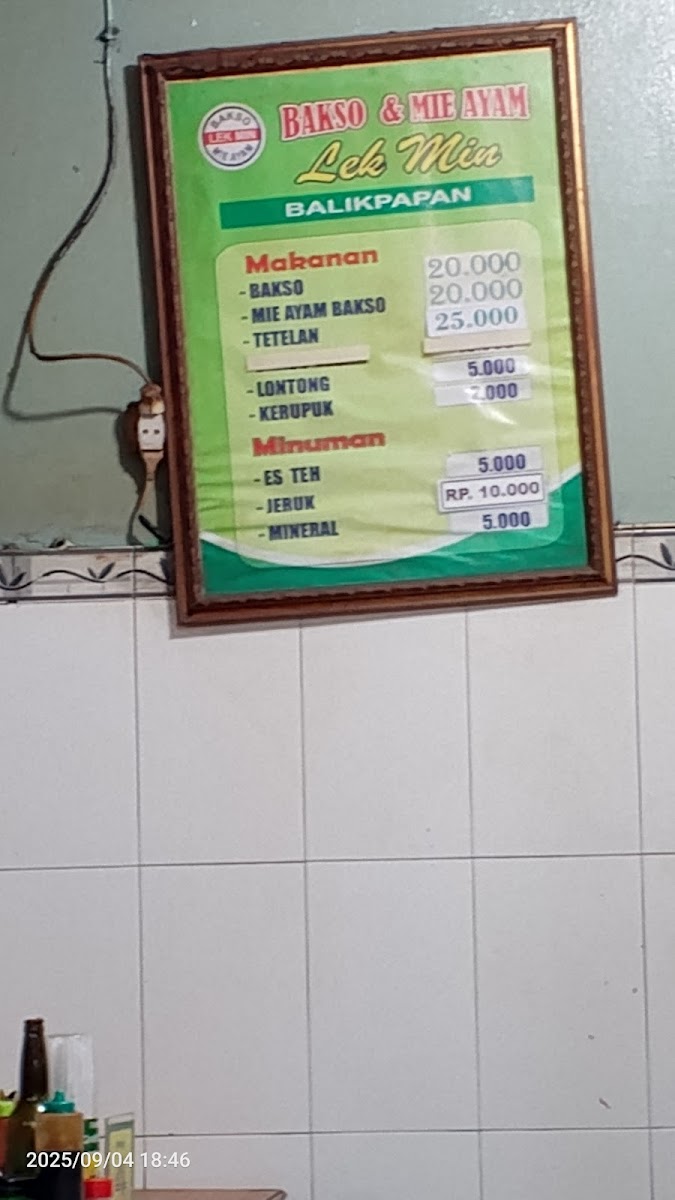 BAKSO
LEK MIN
MIE AYAM
BAKSO & MIE AYAM
Lek Min
BALIKPAPAN
Makanan
- BAKSO 20.000
- MIE AYAM BAKSO 20.000
- TETELAN 25.000
- LONTONG 5.000
- KERUPUK 2.000
Minuman
- ES TEH 5.000
- JERUK RP. 10.000
- MINERAL 5.000
2025/09/04 18:46